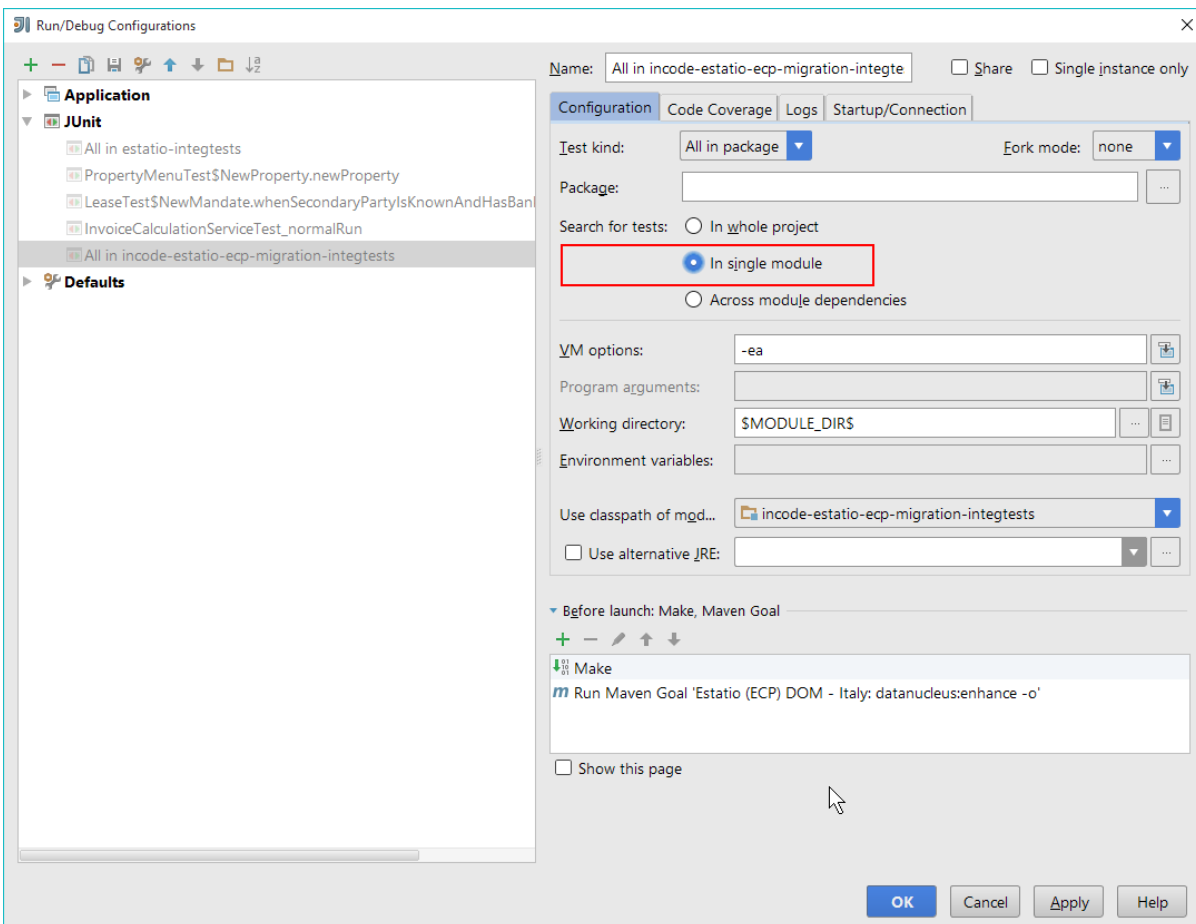 Run/Debug Configurations
Application
JUnit
All in estatio-integtests
PropertyMenuTest$NewProperty.newProperty
LeaseTest$NewMandate.whenSecondaryPartyIsKnownAndHasBanl
InvoiceCalculationServiceTest_normalRun
All in incode-estatio-ecp-migration-integtests
Defaults
Name: All in incode-estatio-ecp-migration-integte Share Single instance only
Configuration Code Coverage Logs Startup/Connection
Test kind: All in package Fork mode: none
Package: ...
Search for tests: In whole project
In single module
Across module dependencies
VM options: -ea
Program arguments:
Working directory: $MODULE_DIR$ ...
Environment variables: ...
Use classpath of mod... incode-estatio-ecp-migration-integtests
Use alternative JRE: ...
Before launch: Make, Maven Goal
Make
m Run Maven Goal 'Estatio (ECP) DOM - Italy: datanucleus:enhance -o'
Show this page
OK Cancel Apply Help